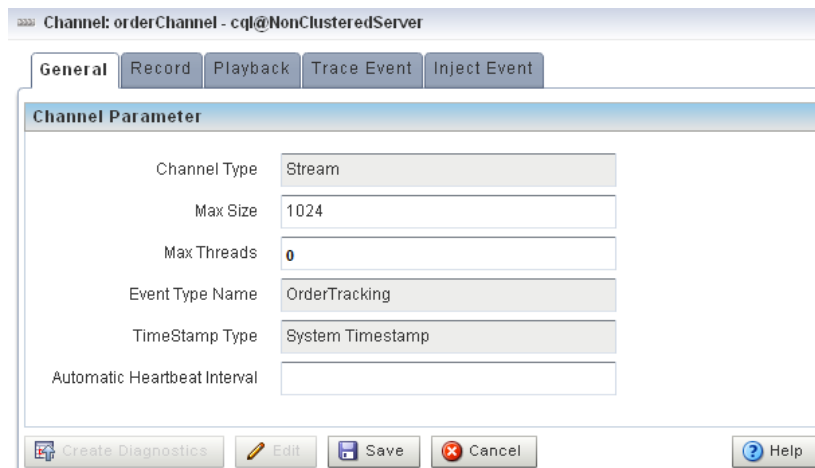 Channel: orderChannel - cql@NonClusteredServer
General Record Playback Trace Event Inject Event
Channel Parameter
Channel Type Stream
Max Size 1024
Max Threads 0
Event Type Name OrderTracking
TimeStamp Type System Timestamp
Automatic Heartbeat Interval
Create Diagnostics Edit Save Cancel ? Help